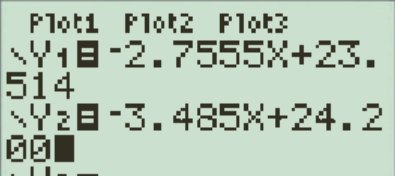 Plot1 Plot2 Plot3
\Y₁=-2.7555X+23.
514
\Y₂=-3.485X+24.2
00